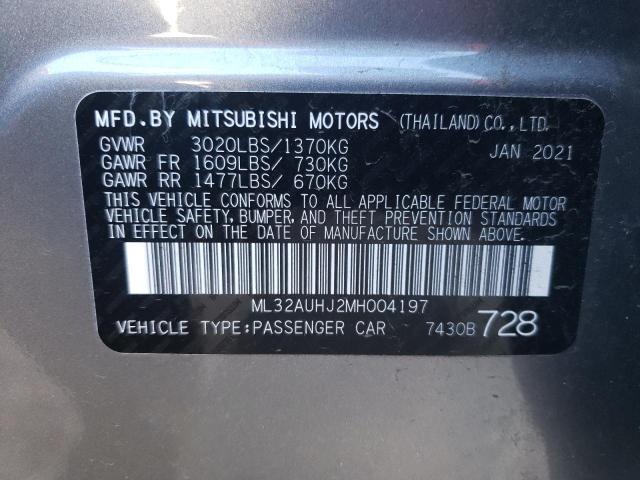 MFD.BY MITSUBISHI MOTORS (THAILAND)CO.,LTD.
GVWR 3020LBS/1370KG JAN 2021
GAWR FR 1609LBS/ 730KG
GAWR RR 1477LBS/ 670KG
THIS VEHICLE CONFORMS TO ALL APPLICABLE FEDERAL MOTOR
VEHICLE SAFETY, BUMPER, AND THEFT PREVENTION STANDARDS
IN EFFECT ON THE DATE OF MANUFACTURE SHOWN ABOVE.
ML32AUHJ2MH004197
VEHICLE TYPE:PASSENGER CAR 7430B 728